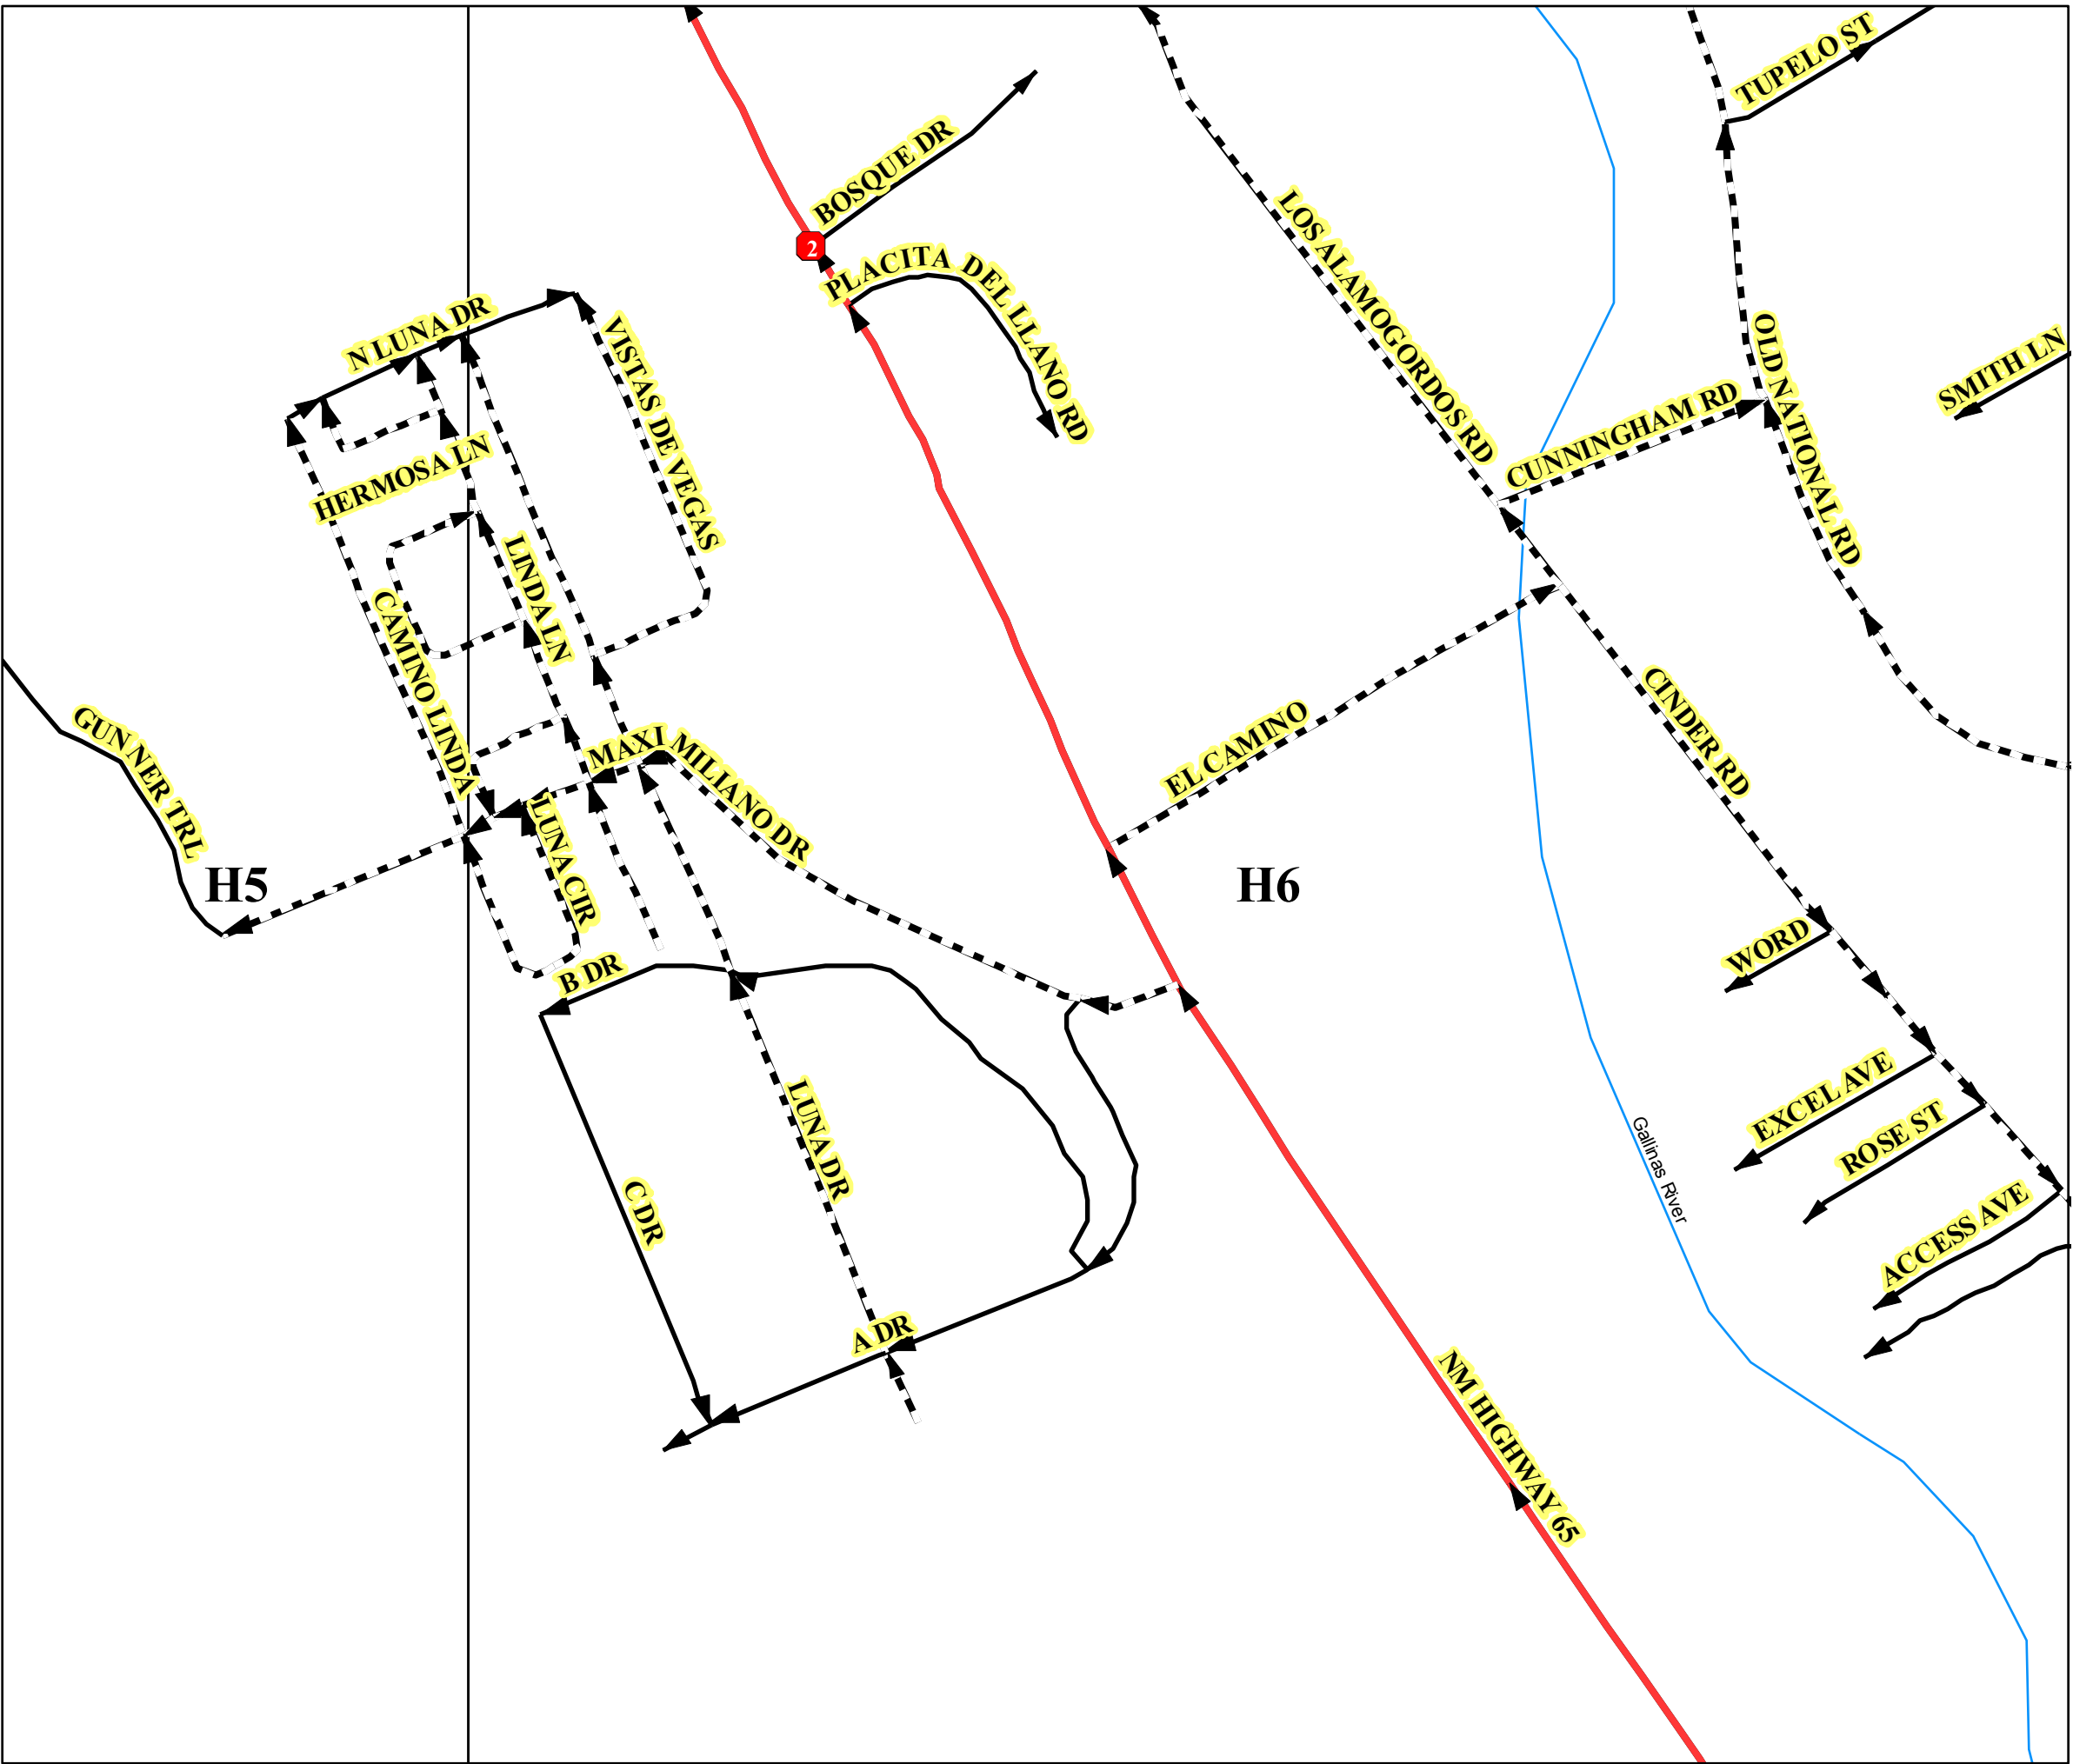 TUPELO ST
BOSQUE DR
2
PLACITA DEL LLANO RD
LOS ALAMOGORDOS RD
N LUNA DR
VISTAS DE VEGAS
OLD NATIONAL RD
SMITH LN
CUNNINGHAM RD
HERMOSA LN
LINDA LN
CAMINO LINDA
GUNNER TRL
MAXIMILIANO DR
EL CAMINO
CINDER RD
LUNA CIR
H5
H6
WORD
B DR
EXCEL AVE
ROSE ST
LUNA DR
Gallinas River
C DR
ACCESS AVE
A DR
NM HIGHWAY 65